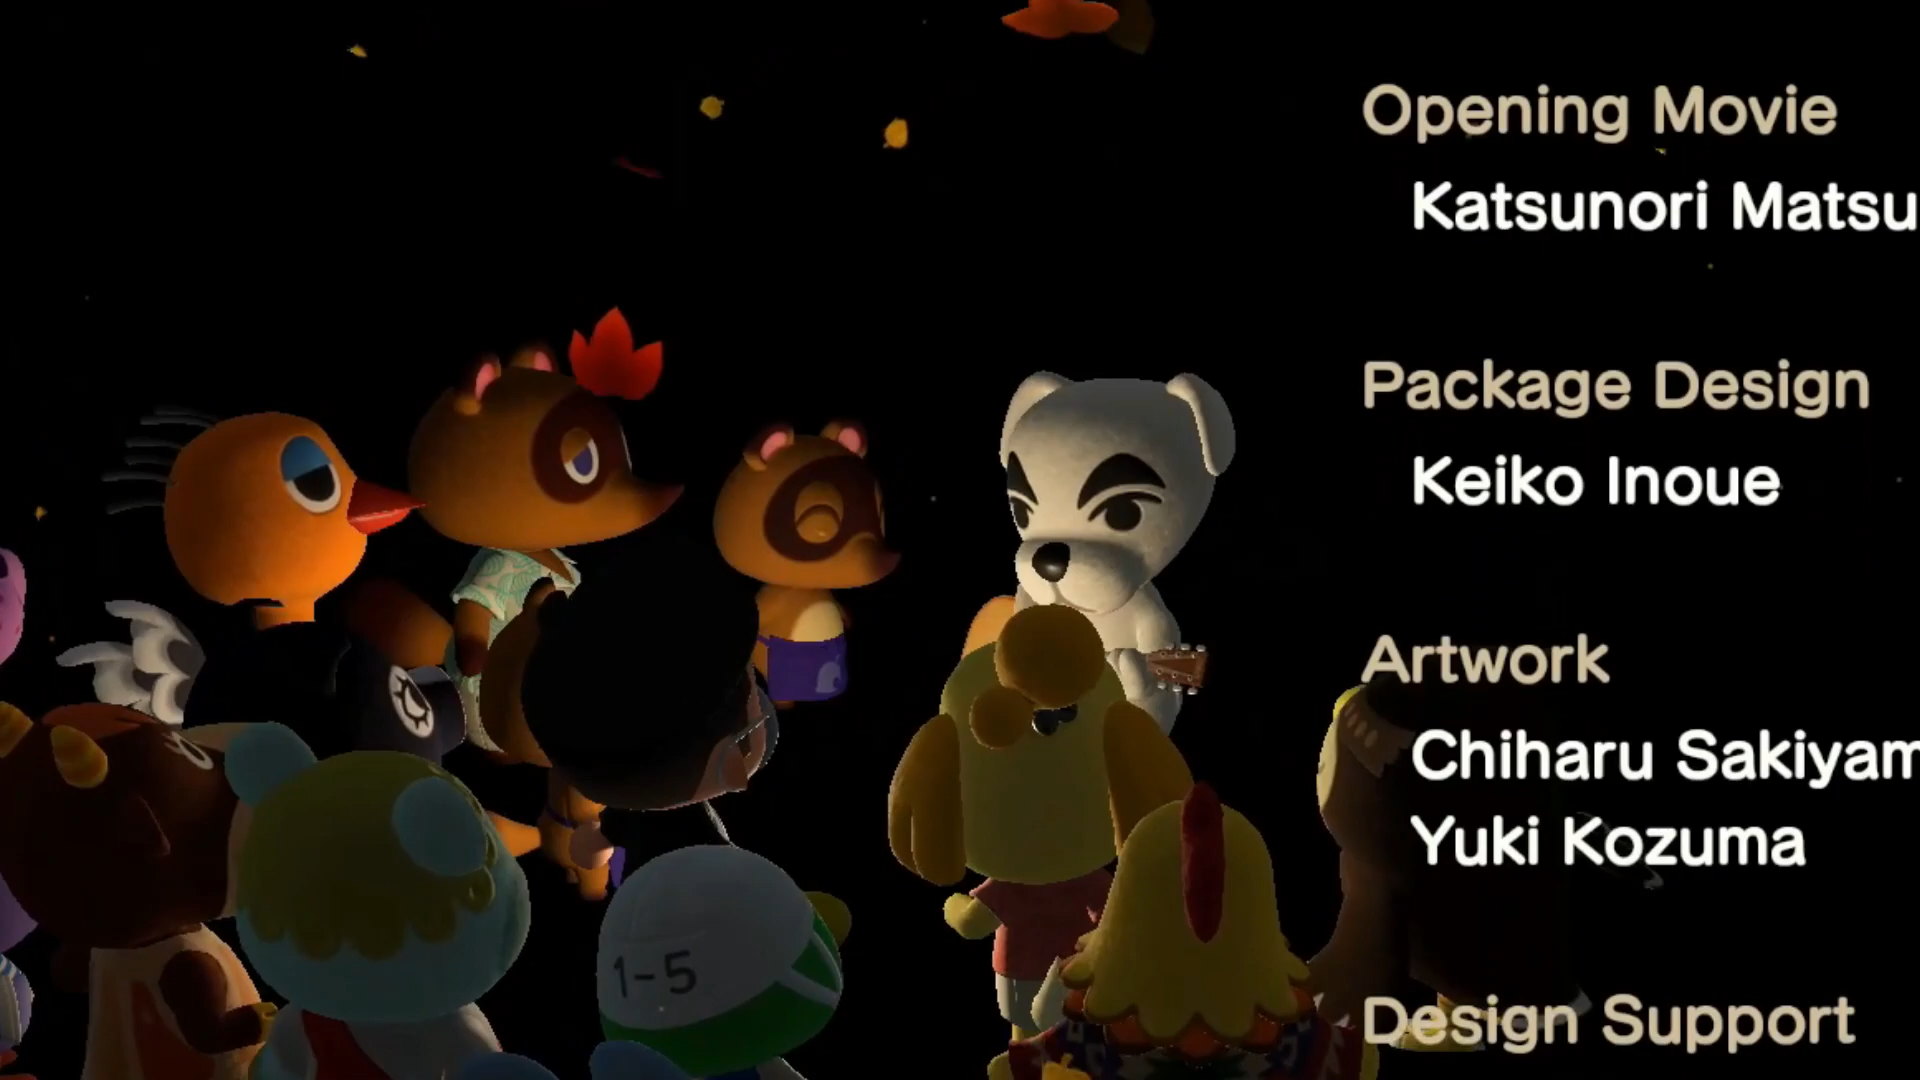 Opening Movie
Katsunori Matsu
Package Design
Keiko Inoue
Artwork
Chiharu Sakiyam
Yuki Kozuma
1-5
Design Support